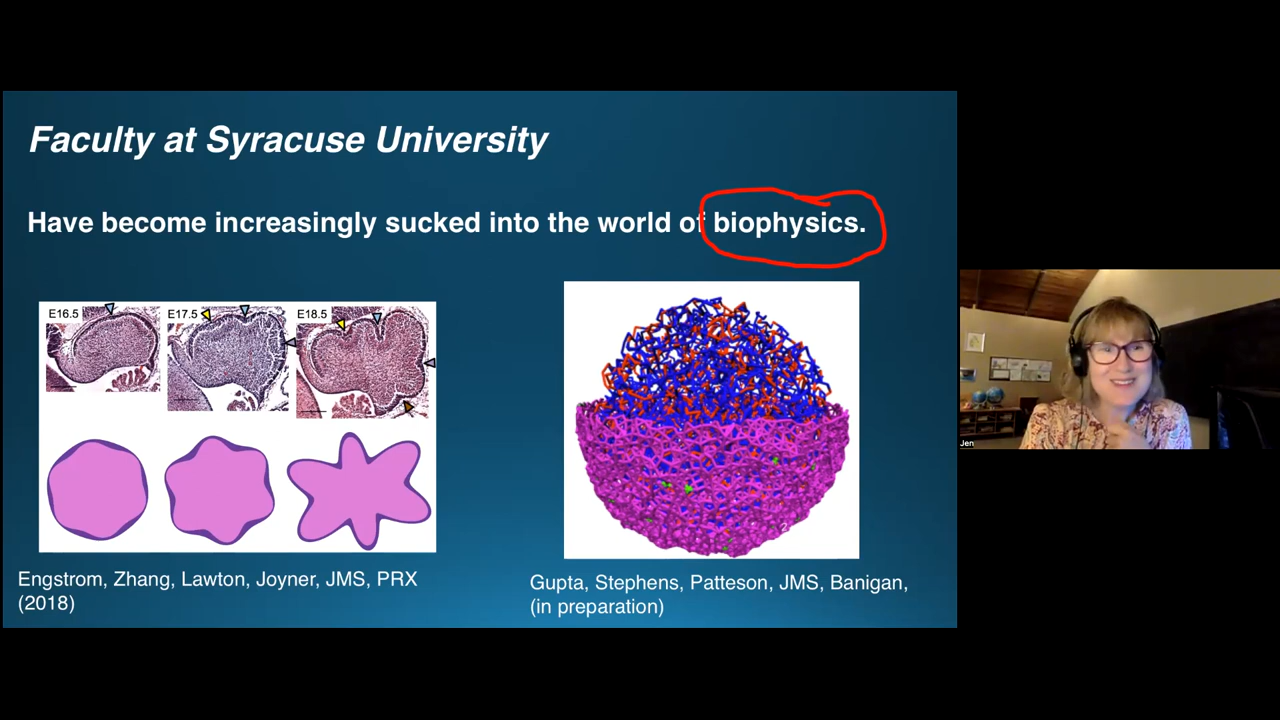 Faculty at Syracuse University
Have become increasingly sucked into the world of biophysics.
E16.5 E17.5 E18.5
Engstrom, Zhang, Lawton, Joyner, JMS, PRX
(2018)
Gupta, Stephens, Patteson, JMS, Banigan,
(in preparation)
Jen